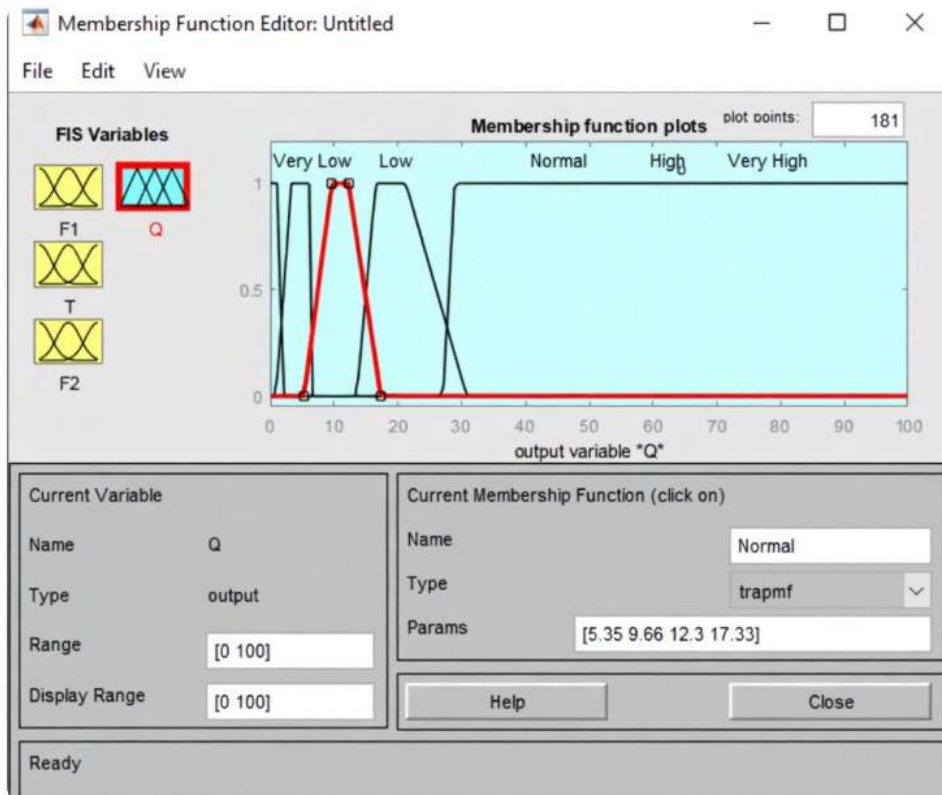 Membership Function Editor: Untitled
File Edit View
FIS Variables
F1 Q
T
F2
Membership function plots plot points: 181
Very Low Low Normal High Very High
1
0.5
0
0 10 20 30 40 50 60 70 80 90 100
output variable "Q"
Current Variable
Name Q
Type output
Range [0 100]
Display Range [0 100]
Current Membership Function (click on)
Name Normal
Type trapmf
Params [5.35 9.66 12.3 17.33]
Help Close
Ready